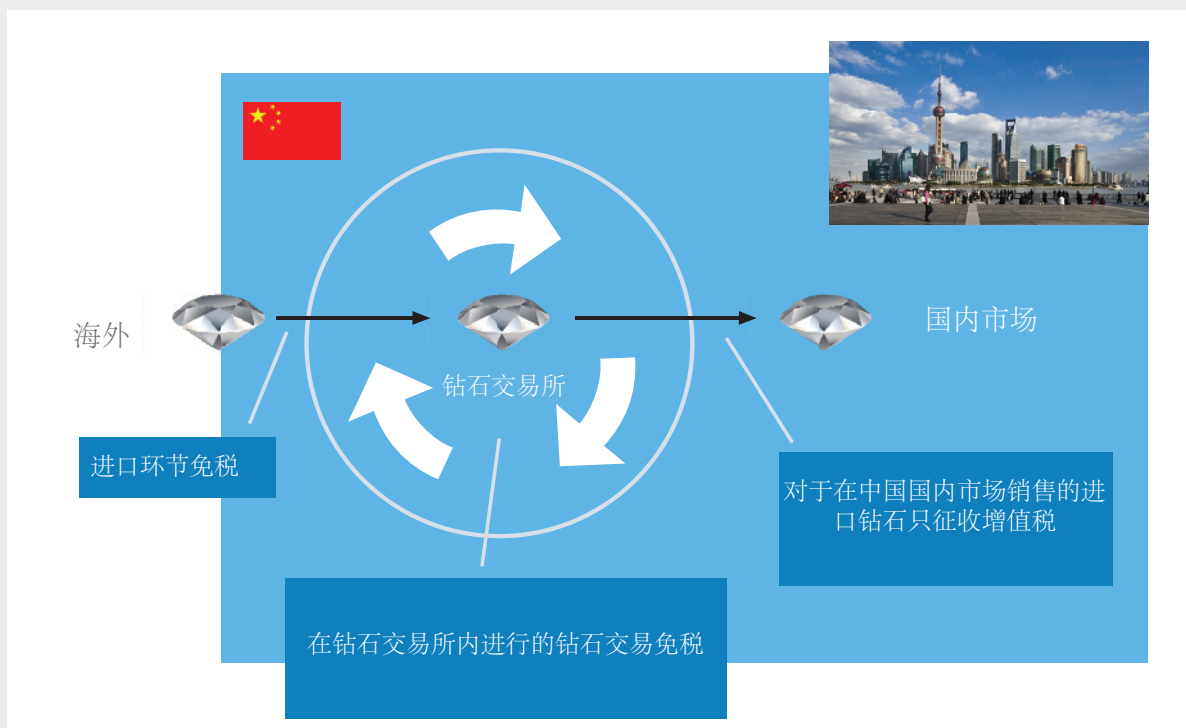 海外
钻石交易所
国内市场
进口环节免税
对于在中国国内市场销售的进
口钻石只征收增值税
在钻石交易所内进行的钻石交易免税